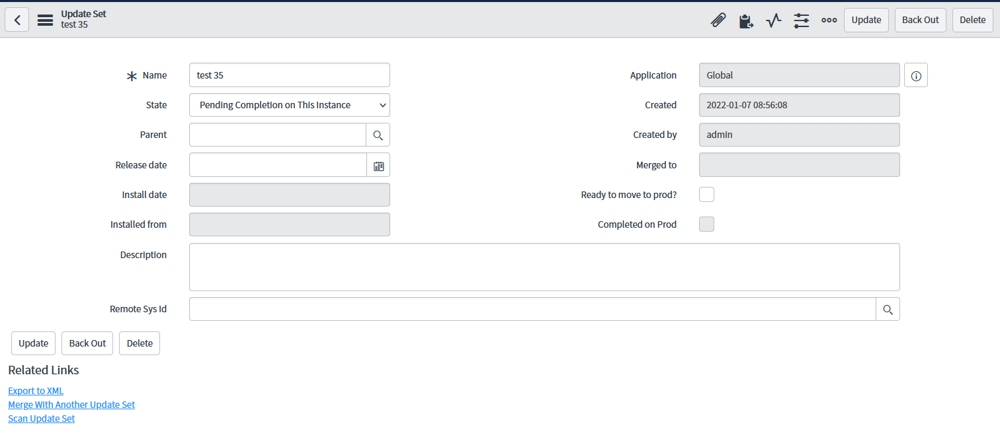 Update Set
test 35
Update
Back Out
Delete
Name
test 35
Application
Global
State
Pending Completion on This Instance
Created
2022-01-07 08:56:08
Parent
Created by
admin
Release date
Merged to
Install date
Ready to move to prod?
Installed from
Completed on Prod
Description
Remote Sys Id
Update
Back Out
Delete
Related Links
Export to XML
Merge With Another Update Set
Scan Update Set